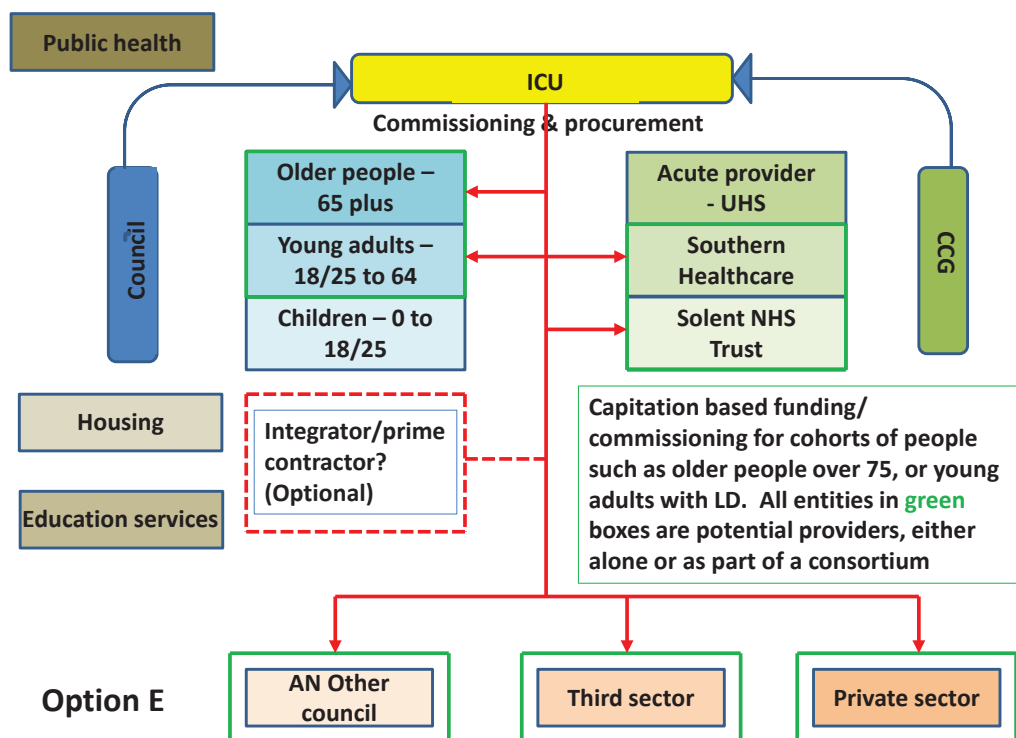 Public health
ICU
Commissioning & procurement
Council
CCG
Older people –
65 plus
Young adults –
18/25 to 64
Children – 0 to
18/25
Acute provider
- UHS
Southern
Healthcare
Solent NHS
Trust
Housing
Education services
Integrator/prime
contractor?
(Optional)
Capitation based funding/
commissioning for cohorts of people
such as older people over 75, or young
adults with LD.  All entities in green
boxes are potential providers, either
alone or as part of a consortium
Option E
AN Other
council
Third sector
Private sector